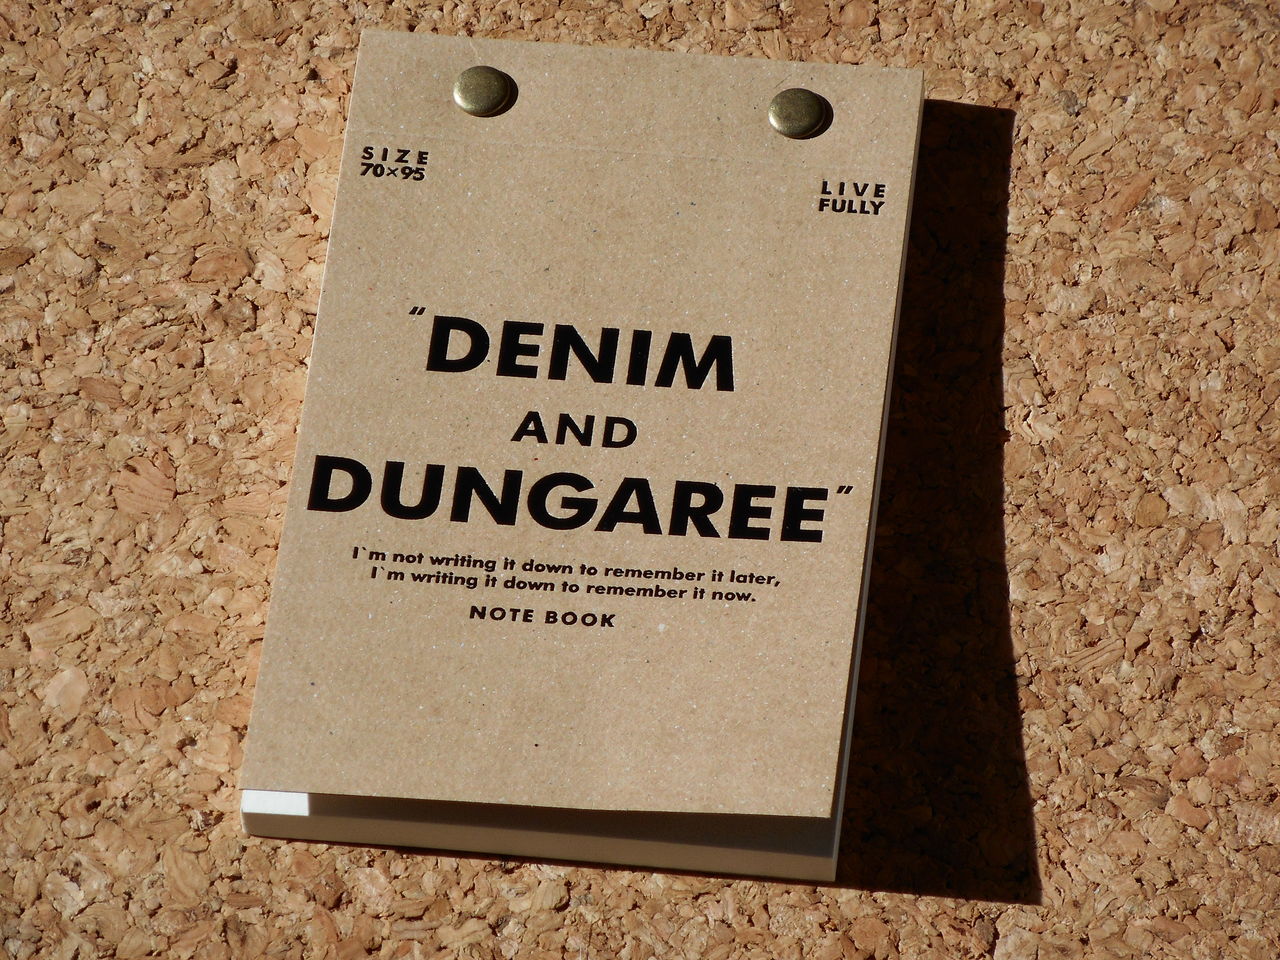 SIZE
70×95
LIVE
FULLY
"DENIM
AND
DUNGAREE"
I`m not writing it down to remember it later,
I`m writing it down to remember it now.
NOTE BOOK